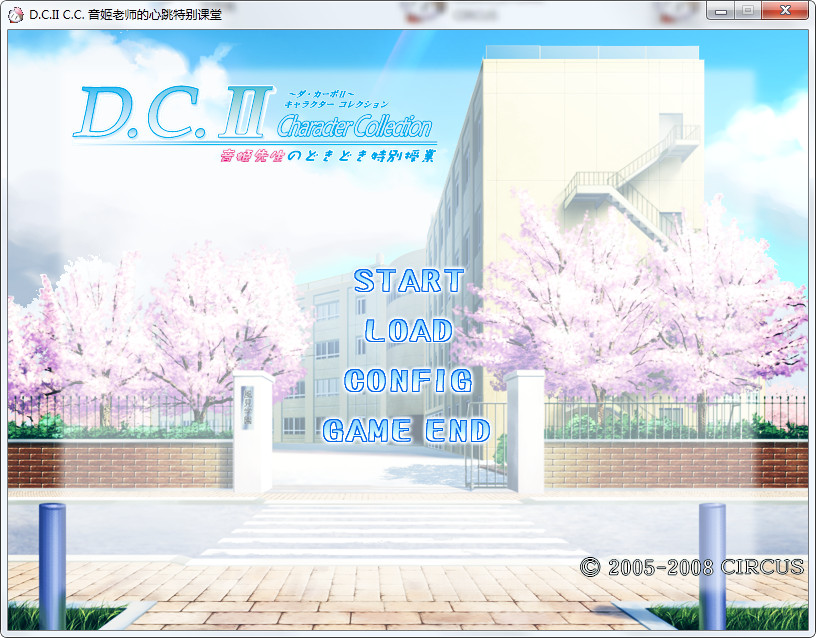 D.C.II C.C. 音姬老师的心跳特别课堂
D.C.II
～ダ・カーポII～
キャラクター コレクション
Character Collection
音姫先生のどきどき特別授業
START
LOAD
CONFIG
GAME END
© 2005-2008 CIRCUS